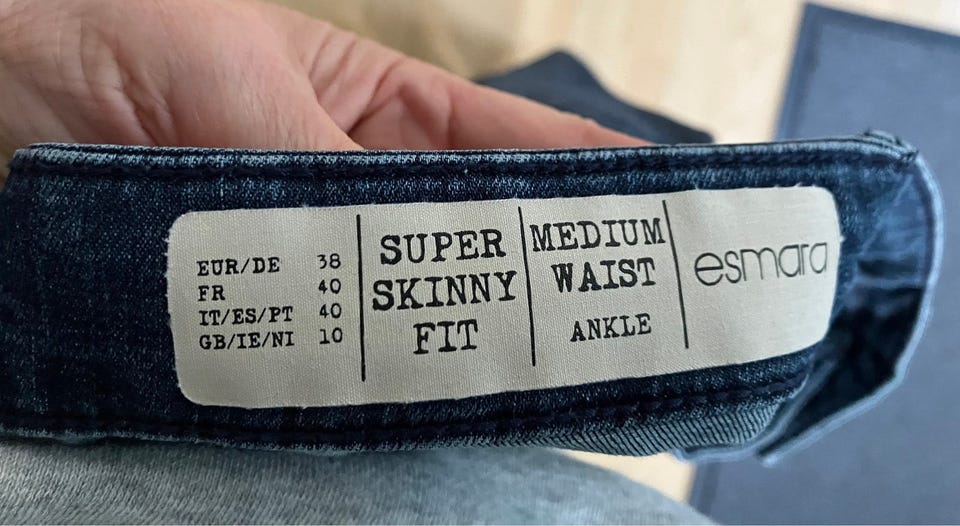 EUR/DE 38
FR 40
IT/ES/PT 40
GB/IE/NI 10
SUPER
SKINNY
FIT
MEDIUM
WAIST
ANKLE
esmara